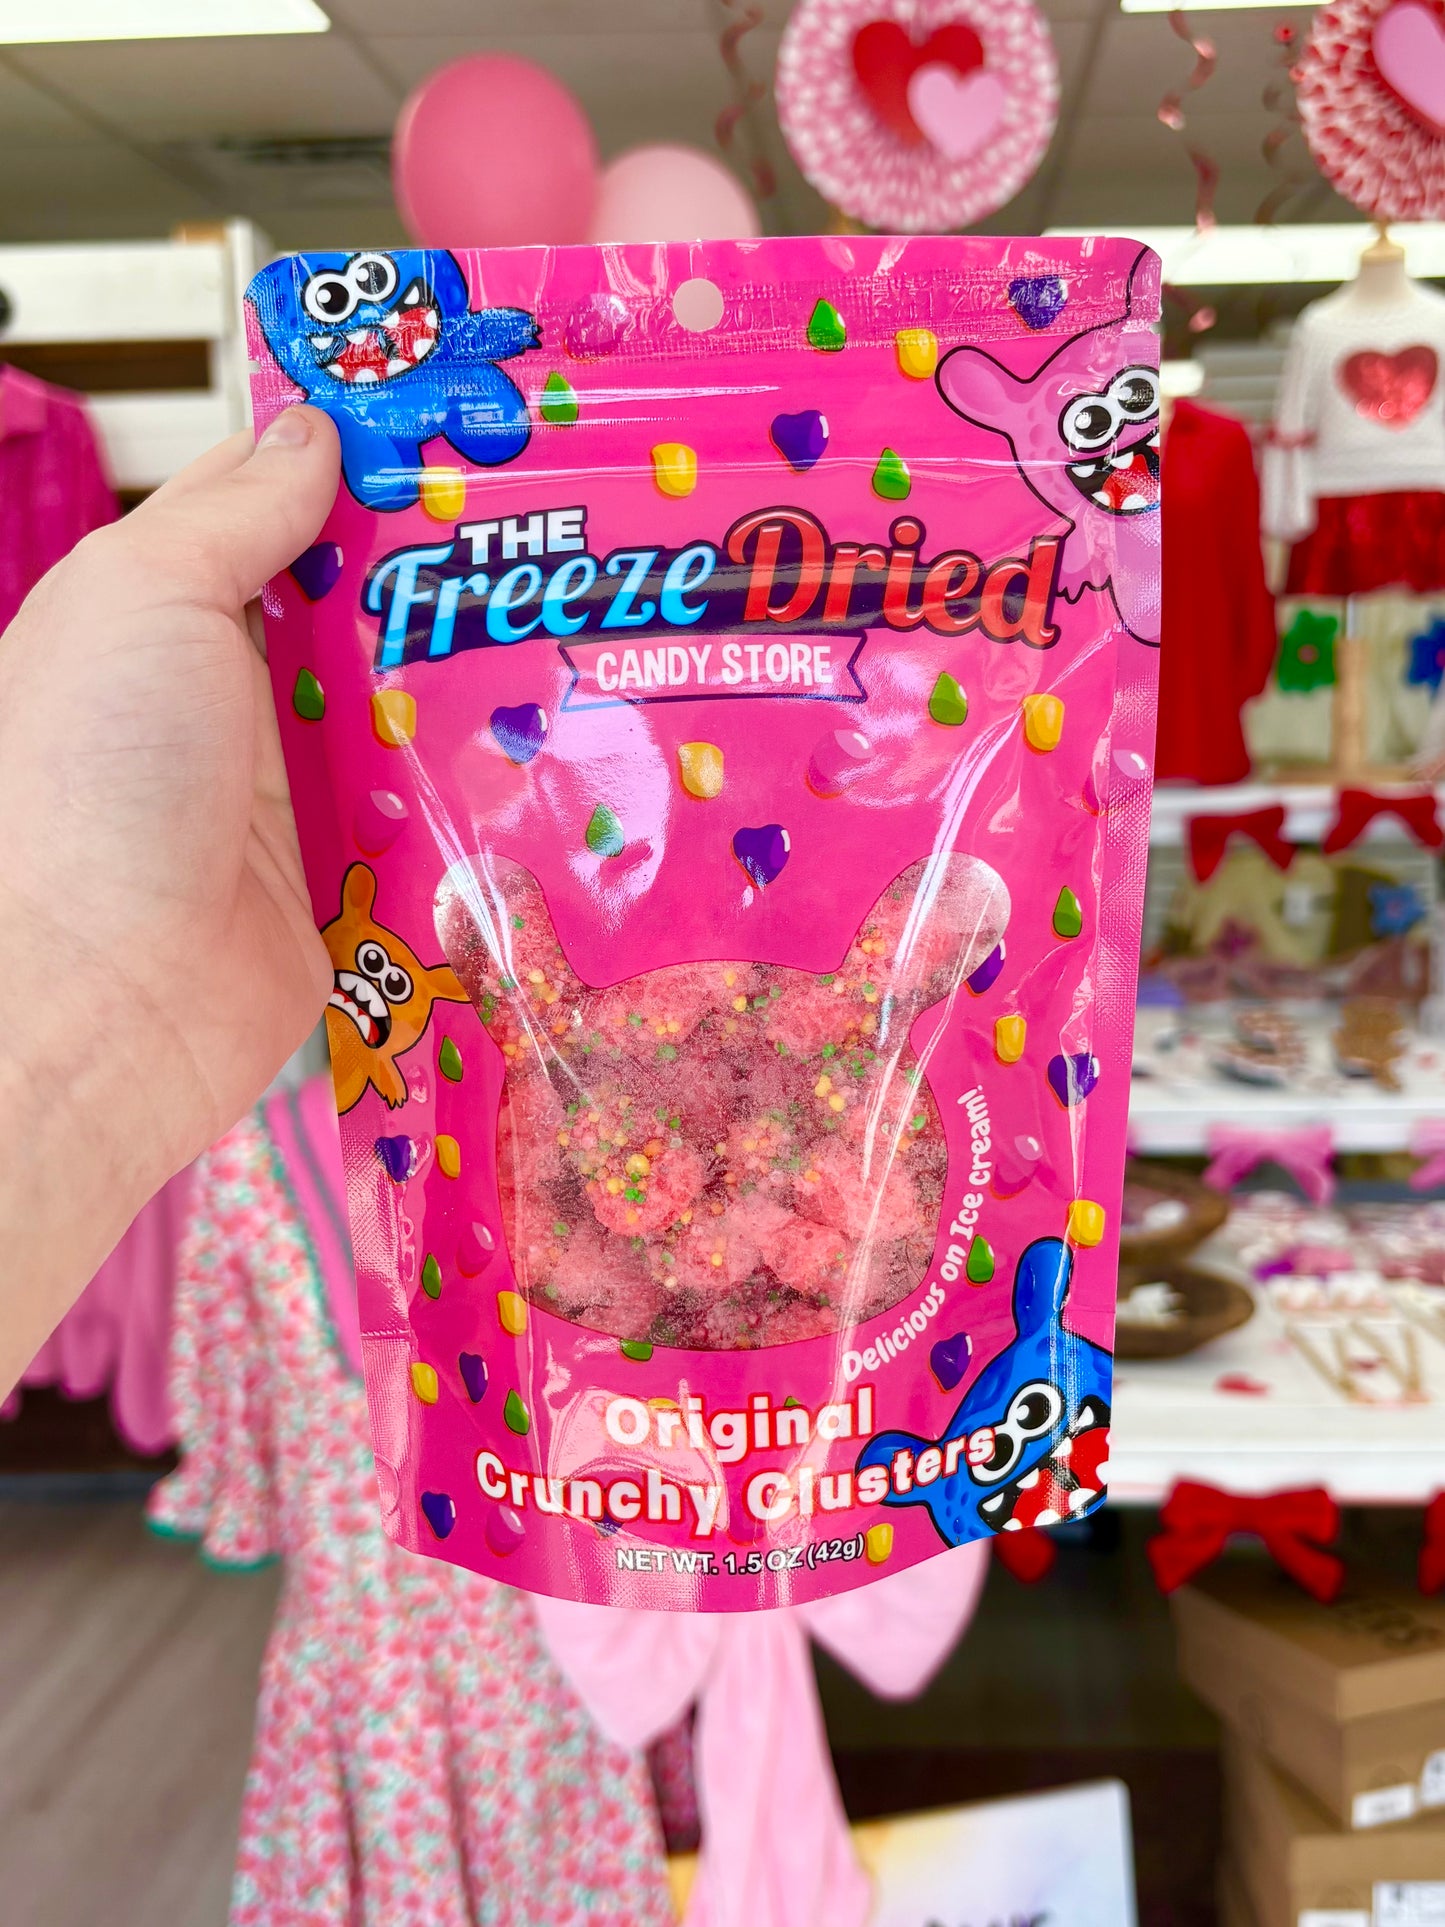 THE
Freeze Dried
CANDY STORE
Delicious on Ice cream!
Original
Crunchy Clusters
NET WT. 1.5 OZ (42g)